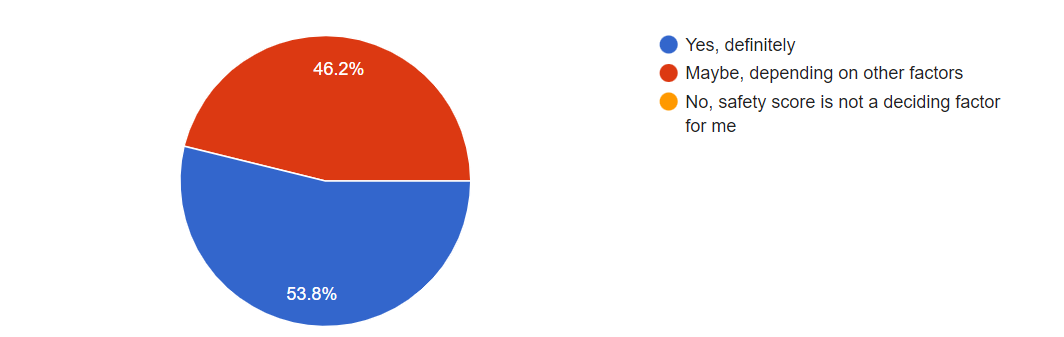 46.2%
53.8%
Yes, definitely
Maybe, depending on other factors
No, safety score is not a deciding factor
for me